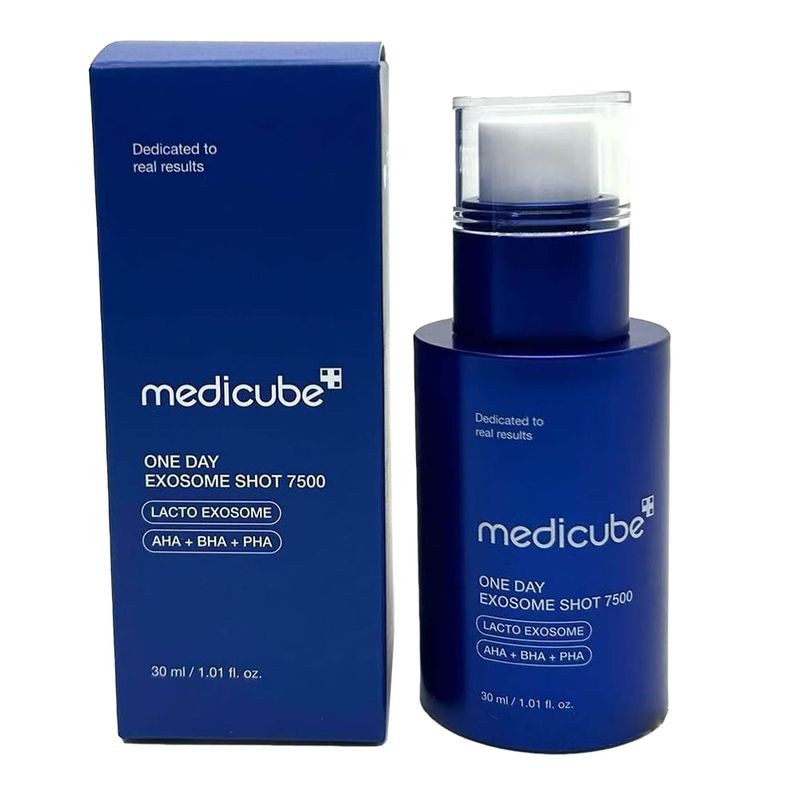 Dedicated to
real results
medicube
ONE DAY
EXOSOME SHOT 7500
LACTO EXOSOME
AHA + BHA + PHA
30 ml / 1.01 fl. oz.
Dedicated to
real results
medicube
ONE DAY
EXOSOME SHOT 7500
LACTO EXOSOME
AHA + BHA + PHA
30 ml / 1.01 fl. oz.